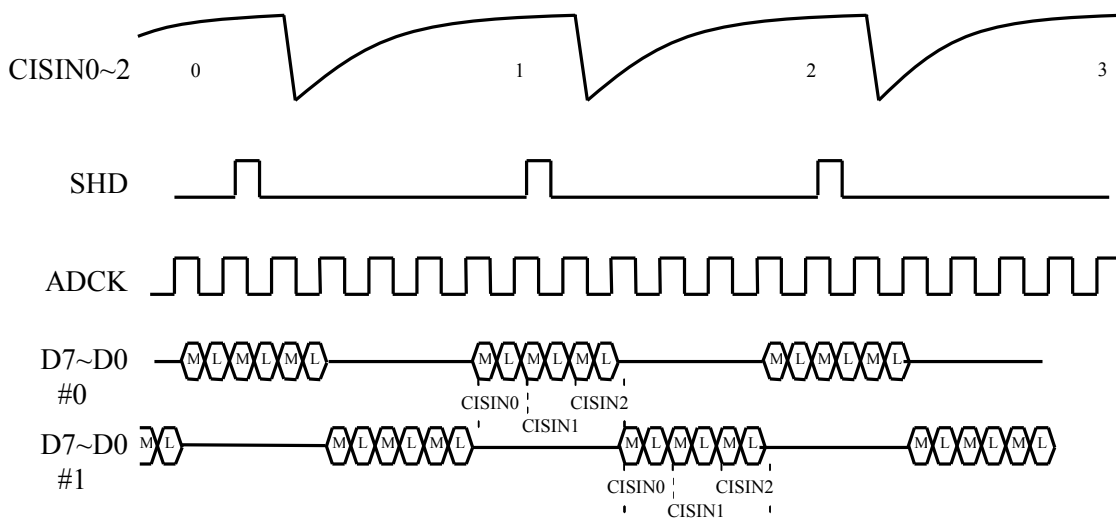 CISIN0~2 0 1 2 3
SHD
ADCK
D7~D0 M L M L M L M L M L M L M L M L M L
#0 CISIN0 CISIN2
CISIN1
D7~D0 M L M L M L M L M L M L M L M L M L M L
#1 CISIN0 CISIN2
CISIN1